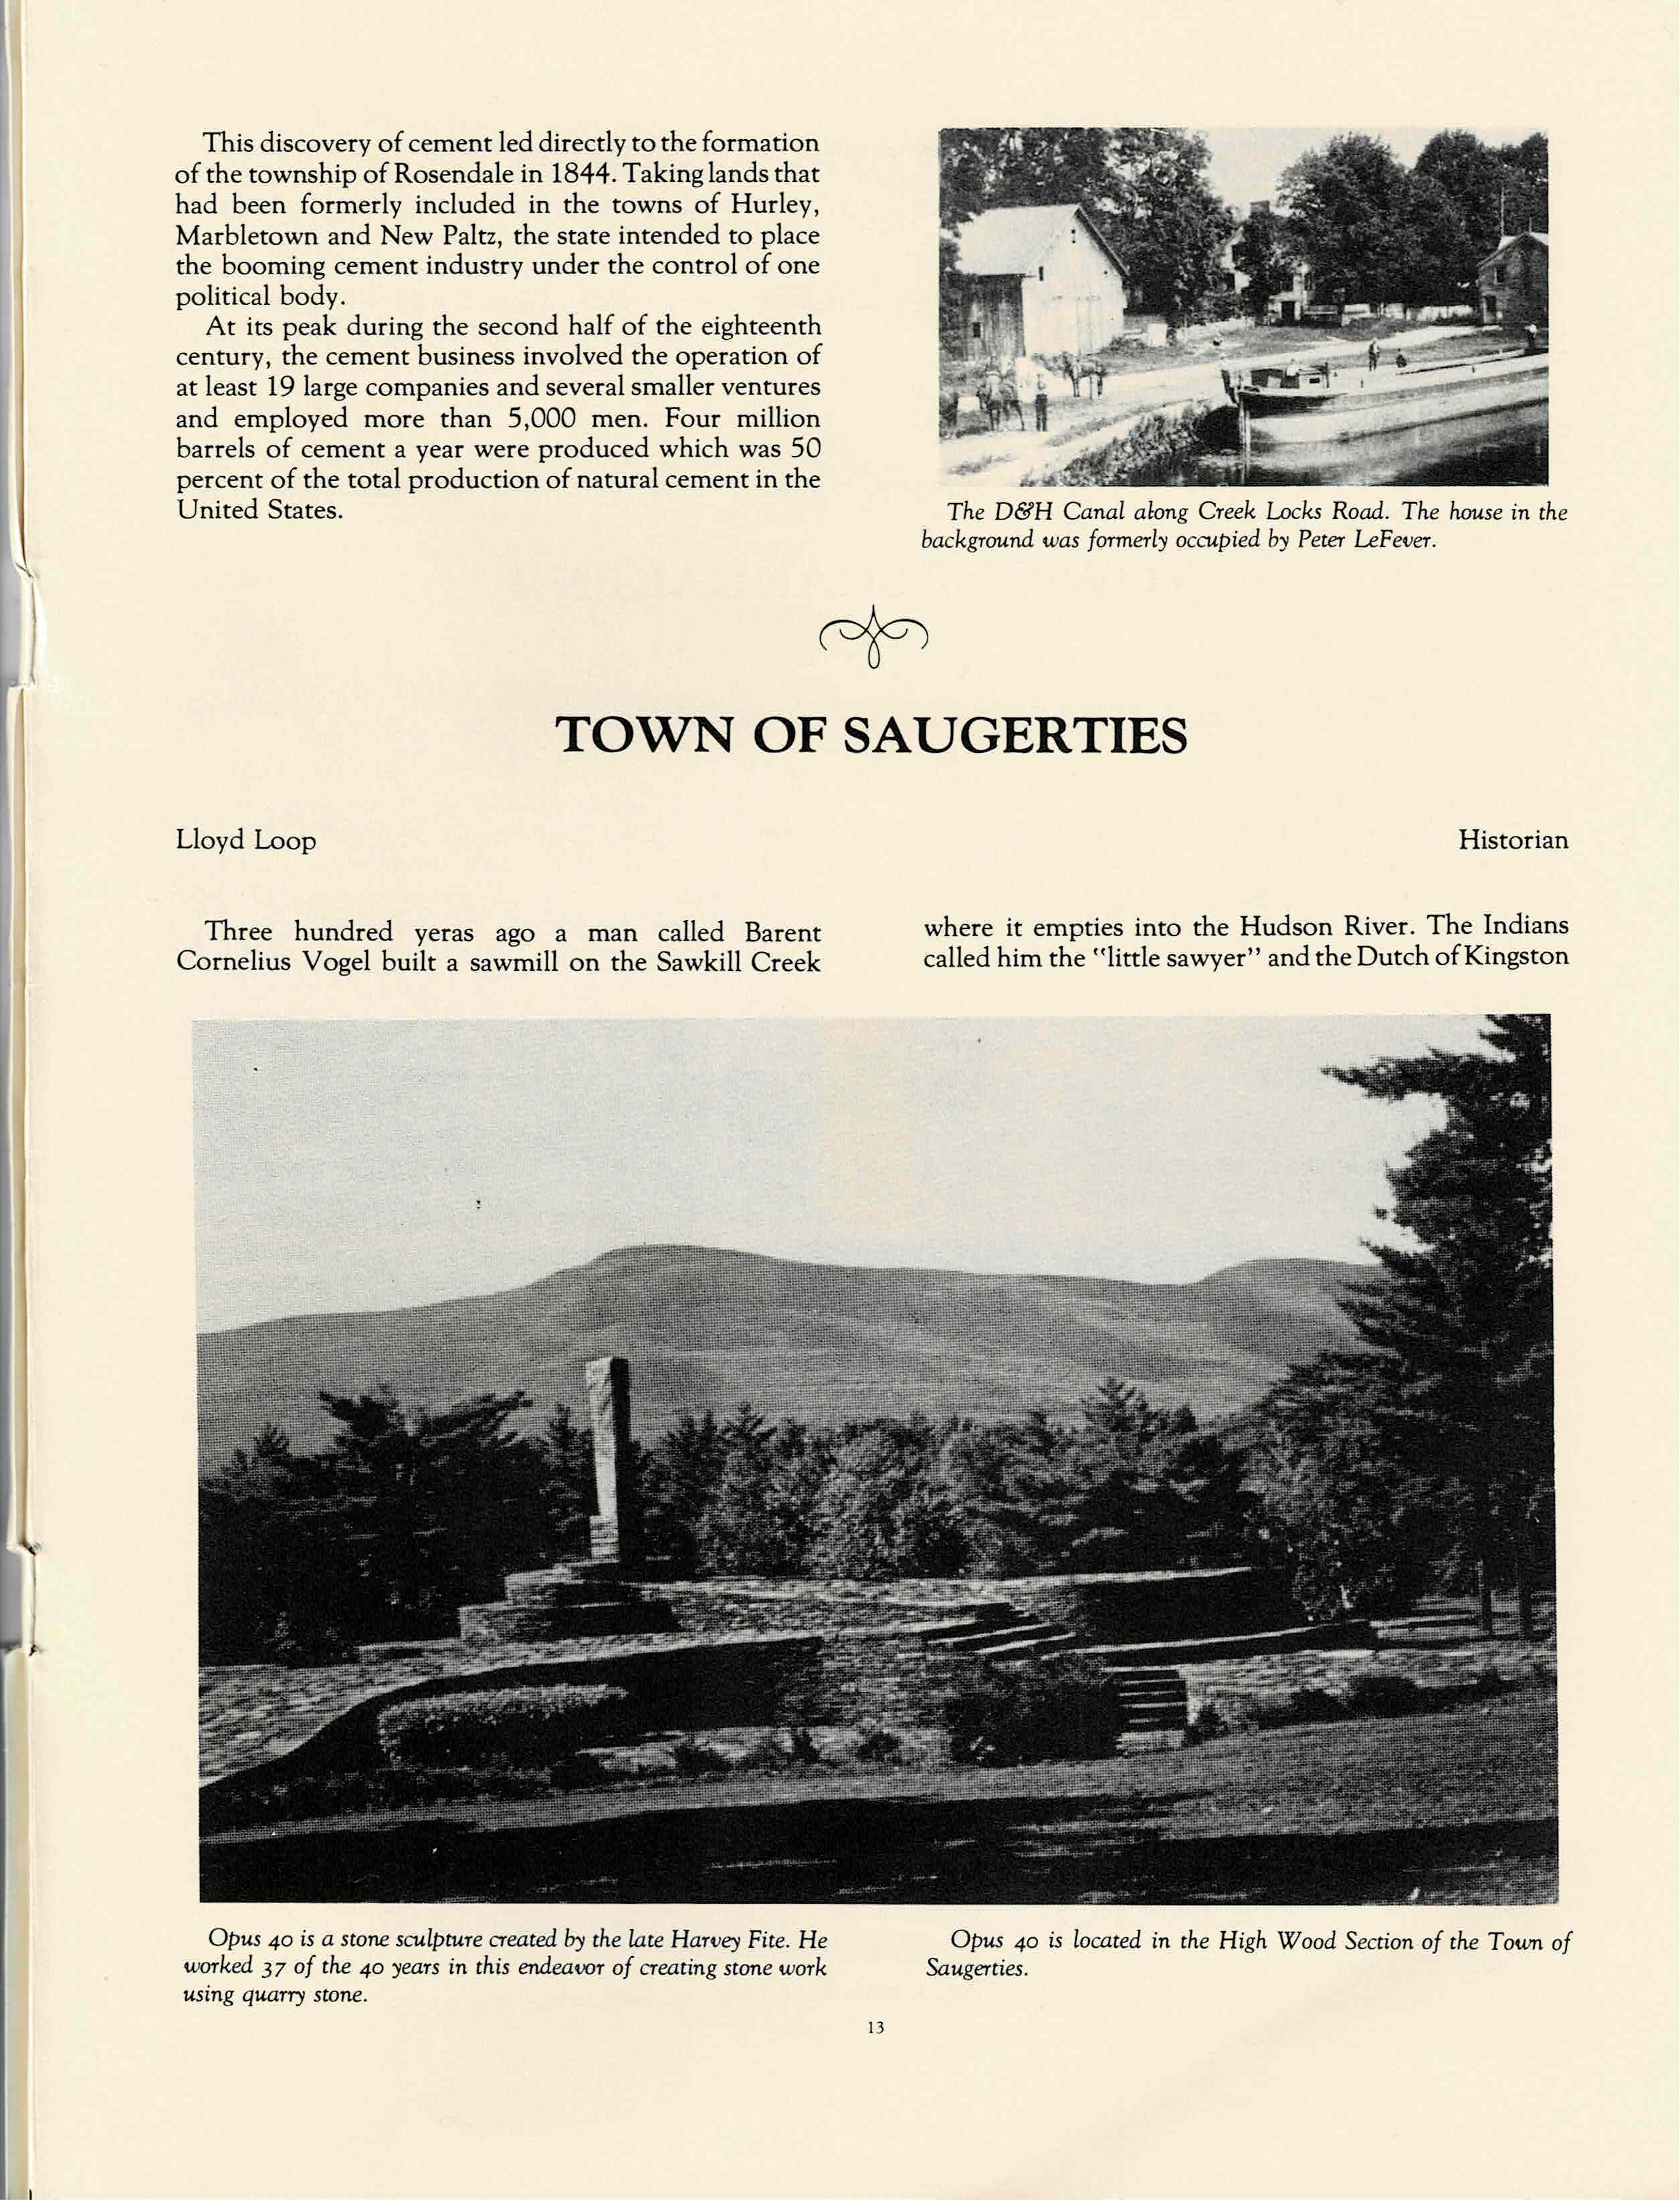 This discovery of cement led directly to the formation
of the township of Rosendale in 1844. Taking lands that
had been formerly included in the towns of Hurley,
Marbletown and New Paltz, the state intended to place
the booming cement industry under the control of one
political body.
At its peak during the second half of the eighteenth
century, the cement business involved the operation of
at least 19 large companies and several smaller ventures
and employed more than 5,000 men. Four million
barrels of cement a year were produced which was 50
percent of the total production of natural cement in the
United States.
The D&H Canal along Creek Locks Road. The house in the
background was formerly occupied by Peter LeFever.
TOWN OF SAUGERTIES
Lloyd Loop
Historian
Three hundred yeras ago a man called Barent
Cornelius Vogel built a sawmill on the Sawkill Creek
where it empties into the Hudson River. The Indians
called him the "little sawyer" and the Dutch of Kingston
Opus 40 is a stone sculpture created by the late Harvey Fite. He
worked 37 of the 40 years in this endeavor of creating stone work
using quarry stone.
Opus 40 is located in the High Wood Section of the Town of
Saugerties.
13